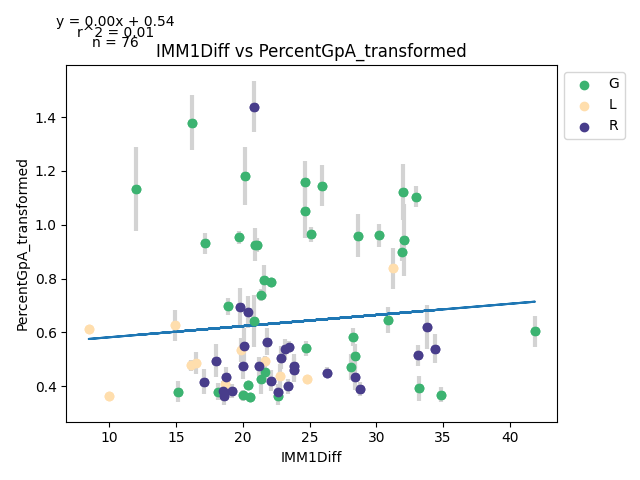 y = 0.00x + 0.54
r^2 = 0.01
n = 76
IMM1Diff vs PercentGpA_transformed
G
L
R
1.4
1.2
1.0
0.8
0.6
0.4
PercentGpA_transformed
10 15 20 25 30 35 40
IMM1Diff